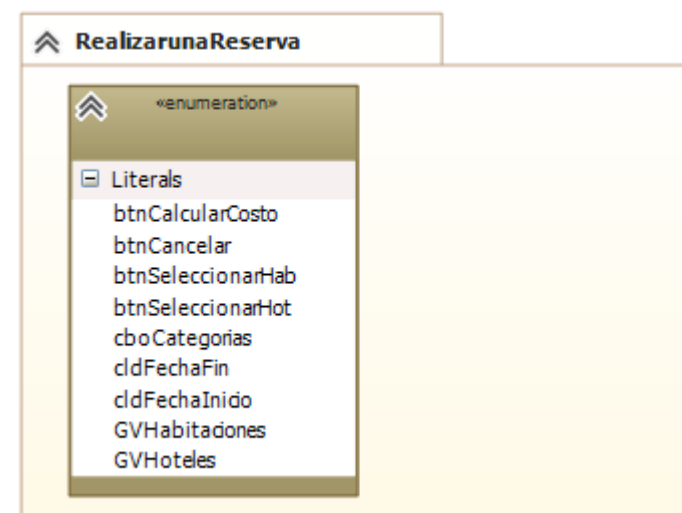 RealizarunaReserva
«enumeration»
Literals
btnCalcularCosto
btnCancelar
btnSeleccionarHab
btnSeleccionarHot
cboCategorias
cldFechaFin
cldFechaInicio
GVHabitaciones
GVHoteles